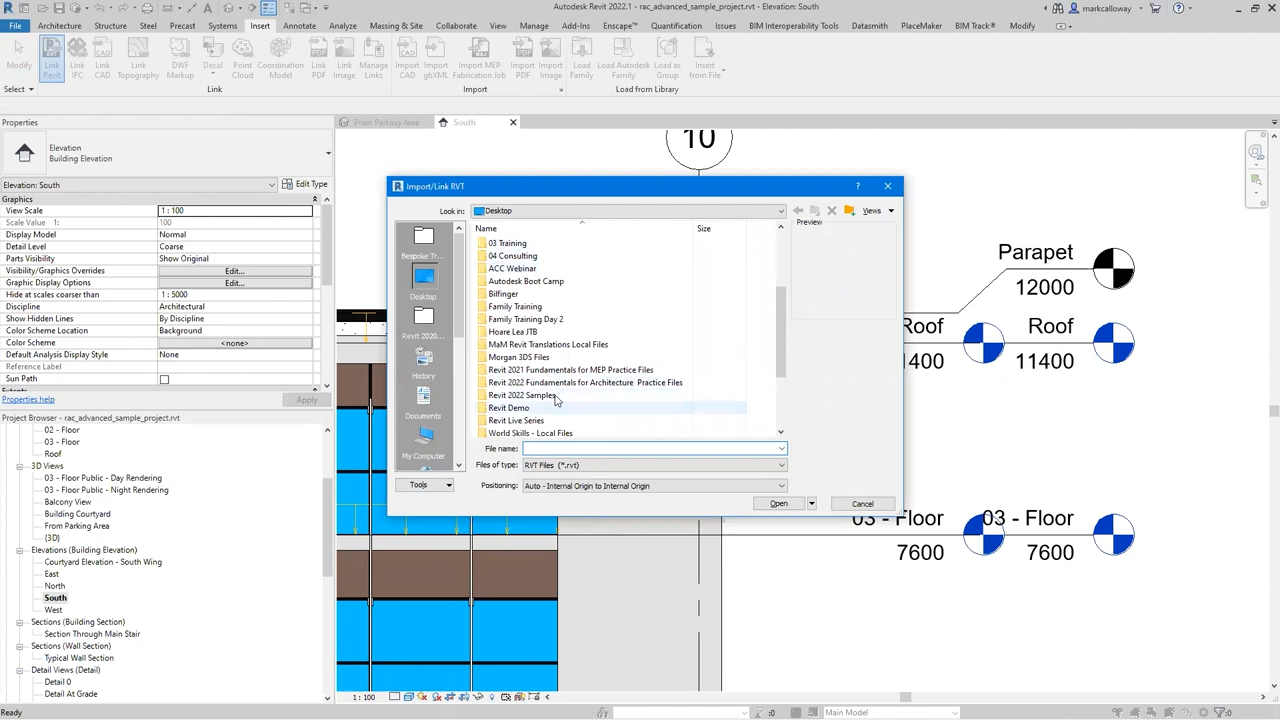 Autodesk Revit 2022.1 - rac_advanced_sample_project.rvt - Elevation: South
markcalloway
File Architecture Structure Steel Precast Systems Insert Annotate Analyze Massing & Site Collaborate View Manage Add-Ins Enscape™ Quantification Issues BIM Interoperability Tools Datasmith PlaceMaker BIM Track® Modify
Modify
Link Revit
Link IFC
Link CAD
Link Topography
DWF Markup
Decal
Point Cloud
Coordination Model
Link PDF
Link Image
Manage Links
Import CAD
Import gbXML
Import MEP Fabrication Job
Import PDF
Import Image
Load Family
Load Autodesk Family
Load as Group
Insert from File
Select
Link
Import
Load from Library
Properties
From Parking Area
South
Elevation
Building Elevation
Elevation: South
Edit Type
Graphics
View Scale 1 : 100
Scale Value 1: 100
Display Model Normal
Detail Level Coarse
Parts Visibility Show Original
Visibility/Graphics Overrides Edit...
Graphic Display Options Edit...
Hide at scales coarser than 1 : 5000
Discipline Architectural
Show Hidden Lines By Discipline
Color Scheme Location Background
Color Scheme <none>
Default Analysis Display Style None
Reference Label
Sun Path
Extents
Properties help
Apply
Project Browser - rac_advanced_sample_project.rvt
02 - Floor
03 - Floor
Roof
3D Views
03 - Floor Public - Day Rendering
03 - Floor Public - Night Rendering
Approach
Building Courtyard
From Parking Area
{3D}
Elevations (Building Elevation)
Courtyard Elevation - South Wing
East
North
South
West
Sections (Building Section)
Section Through Main Stair
Sections (Wall Section)
Typical Wall Section
Detail Views (Detail)
Detail 0
Detail At Grade
10
Import/Link RVT
?
Look in: Desktop
Views
Bespoke Tr...
Desktop
Revit 2020...
History
Documents
My Computer
Name
Size
Preview
03 Training
04 Consulting
ACC Webinar
Autodesk Boot Camp
Bilfinger
Family Training
Family Training Day 2
Hoare Lea JTB
MaM Revit Translations Local Files
Morgan 3DS Files
Revit 2021 Fundamentals for MEP Practice Files
Revit 2022 Fundamentals for Architecture Practice Files
Revit 2022 Samples
Revit Demo
Revit Live Series
World Skills - Local Files
File name:
Files of type: RVT Files (*.rvt)
Positioning: Auto - Internal Origin to Internal Origin
Tools
Open
Cancel
Parapet
12000
Roof Roof
11400 11400
03 - Floor 03 - Floor
7600 7600
1 : 100
Ready
:0
Main Model
:0